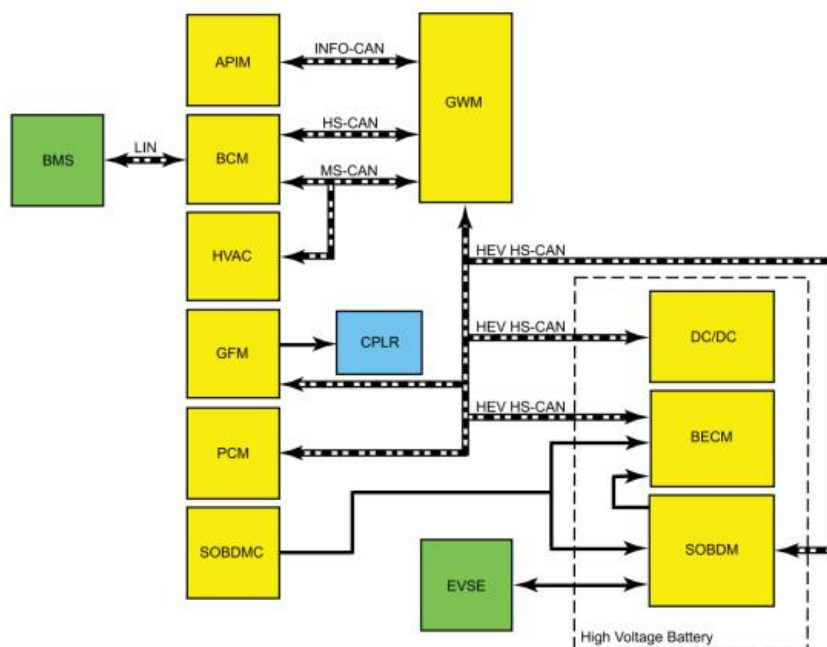 APIM
INFO-CAN
GWM
BMS
LIN
BCM
HS-CAN
MS-CAN
HVAC
HEV HS-CAN
GFM
CPLR
HEV HS-CAN
DC/DC
PCM
HEV HS-CAN
BECM
SOBDMC
SOBDM
EVSE
High Voltage Battery